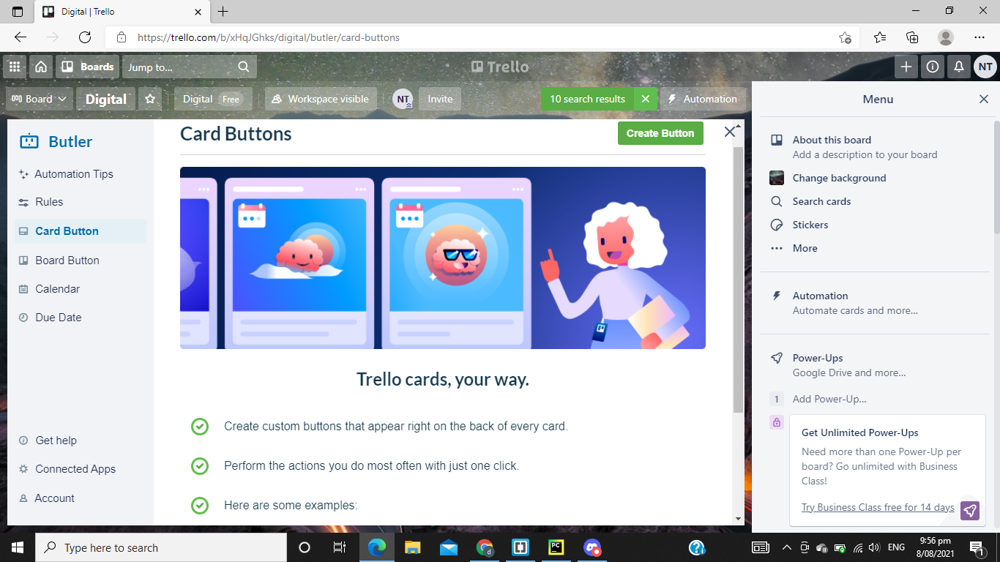 Digital | Trello
https://trello.com/b/xHqJGhks/digital/butler/card-buttons
Boards
Jump to...
Trello
NT
Board
Digital
Digital
Free
Workspace visible
NT
Invite
10 search results
Automation
Butler
Automation Tips
Rules
Card Button
Board Button
Calendar
Due Date
Get help
Connected Apps
Account
Card Buttons
Create Button
Trello cards, your way.
Create custom buttons that appear right on the back of every card.
Perform the actions you do most often with just one click.
Here are some examples:
Menu
About this board
Add a description to your board
Change background
Search cards
Stickers
More
Automation
Automate cards and more...
Power-Ups
Google Drive and more...
1
Add Power-Up...
Get Unlimited Power-Ups
Need more than one Power-Up per
board? Go unlimited with Business
Class!
Try Business Class free for 14 days
Type here to search
d
PC
ENG
9:56 pm
8/08/2021
1